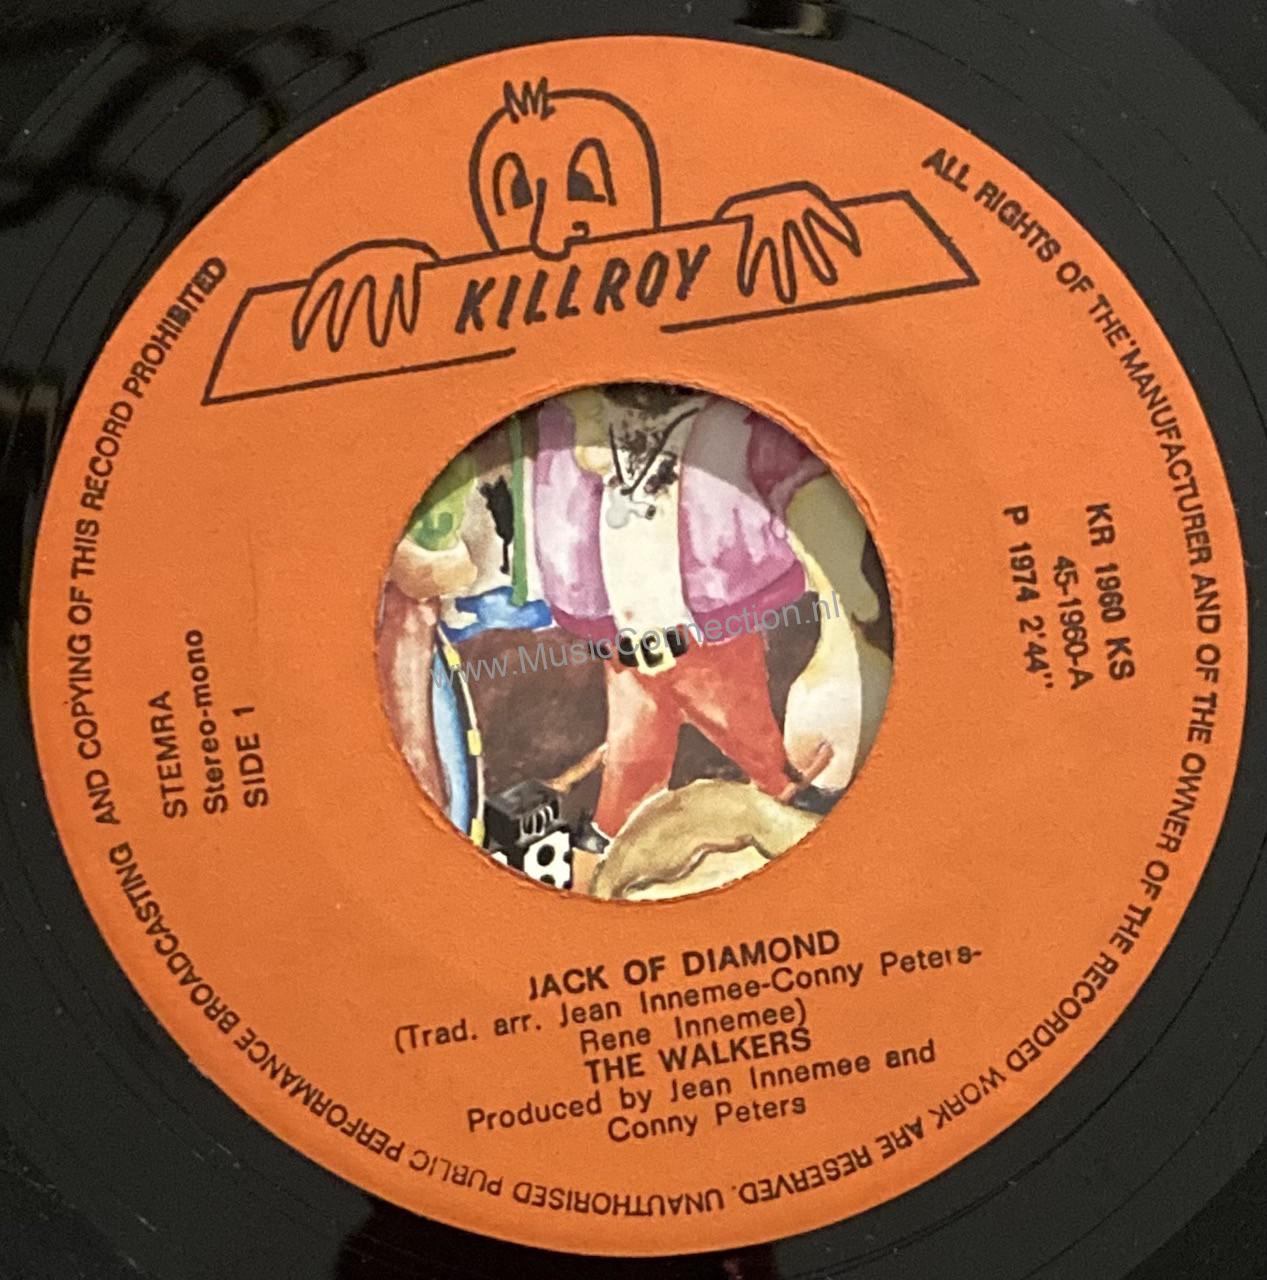 KILLROY
ALL RIGHTS OF THE MANUFACTURER AND OF THE OWNER OF THE RECORDED WORK ARE RESERVED. UNAUTHORISED PUBLIC PERFORMANCE BROADCASTING AND COPYING OF THIS RECORD PROHIBITED
STEMRA
Stereo-mono
SIDE 1
KR 1960 KS
45-1960-A
P 1974 2'44"
www.MusicConnection.nl
JACK OF DIAMOND
(Trad. arr. Jean Innemee-Conny Peters-
Rene Innemee)
THE WALKERS
Produced by Jean Innemee and
Conny Peters